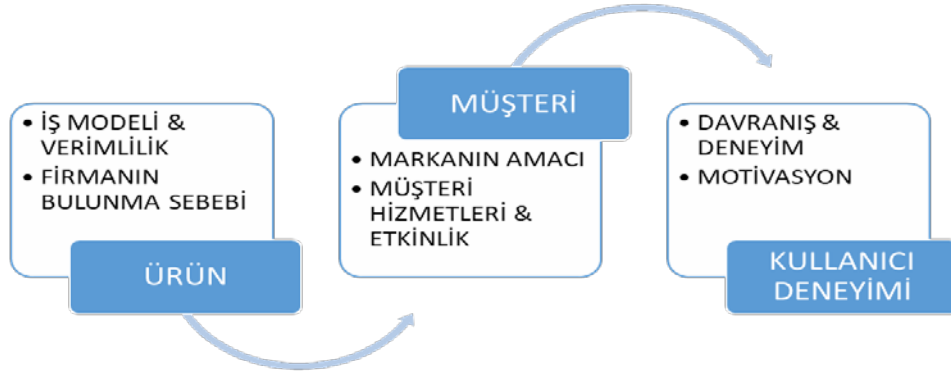 • İŞ MODELİ &
VERİMLİLİK
• FİRMANIN
BULUNMA SEBEBİ
ÜRÜN
MÜŞTERİ
• MARKANIN AMACI
• MÜŞTERİ
HİZMETLERİ &
ETKİNLİK
• DAVRANIŞ &
DENEYİM
• MOTİVASYON
KULLANICI
DENEYİMİ